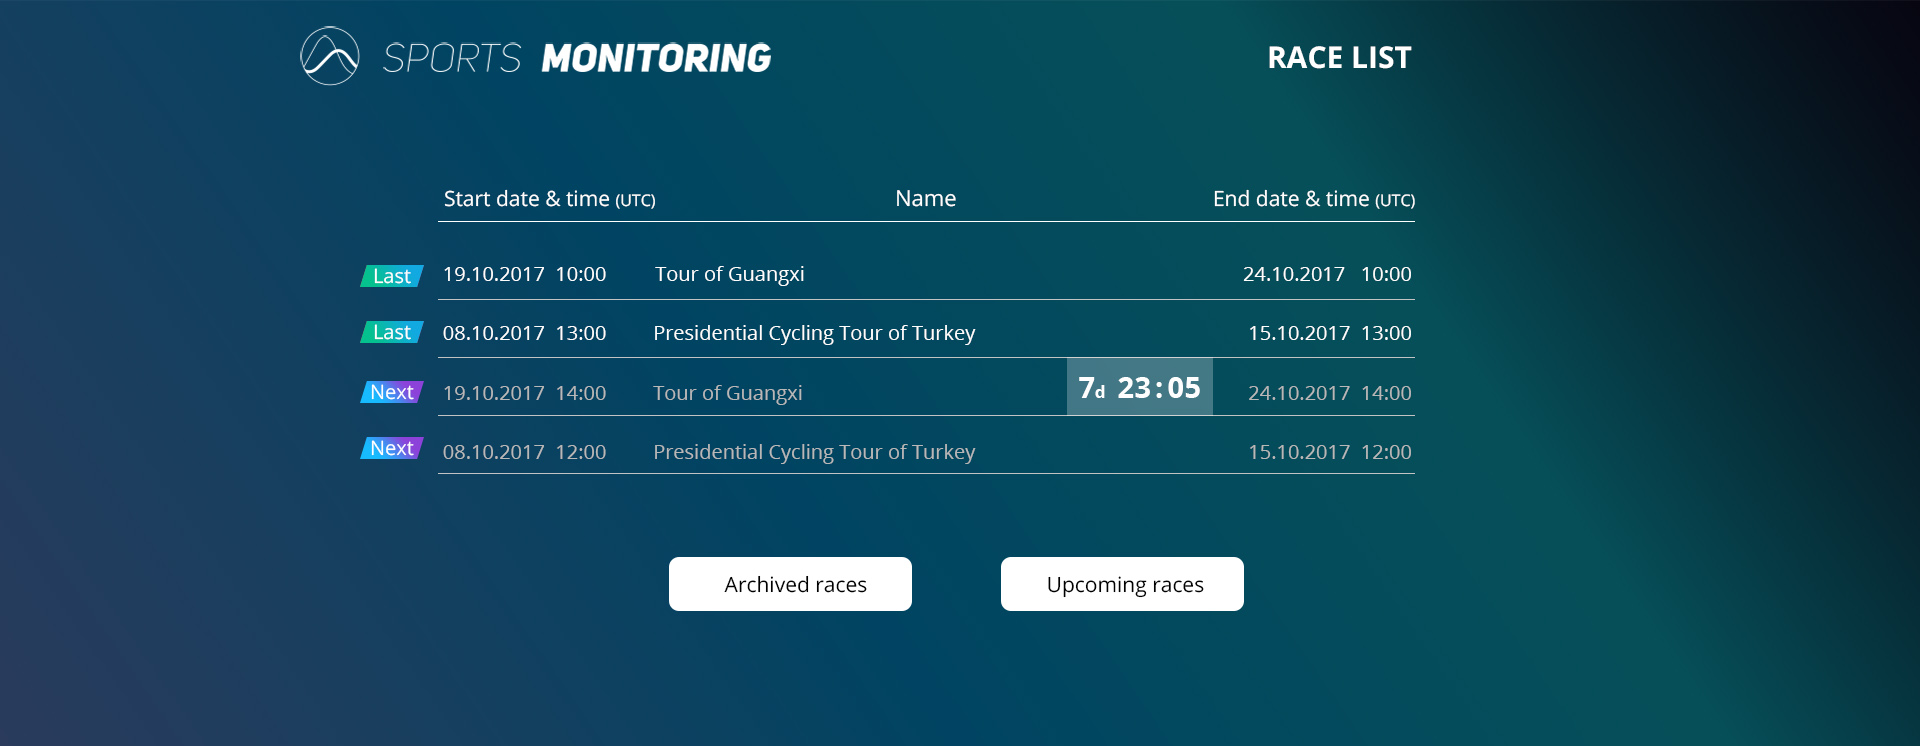 SPORTS MONITORING
RACE LIST
Start date & time (UTC) Name End date & time (UTC)
Last 19.10.2017 10:00 Tour of Guangxi 24.10.2017 10:00
Last 08.10.2017 13:00 Presidential Cycling Tour of Turkey 15.10.2017 13:00
Next 19.10.2017 14:00 Tour of Guangxi 7d 23:05 24.10.2017 14:00
Next 08.10.2017 12:00 Presidential Cycling Tour of Turkey 15.10.2017 12:00
Archived races Upcoming races